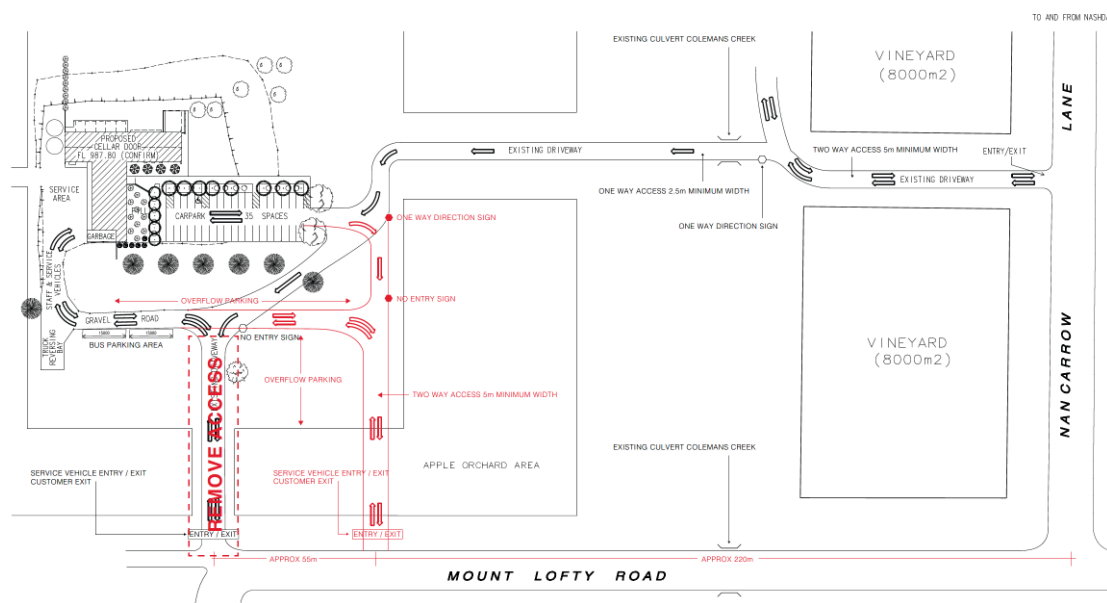 TO AND FROM NASHD
EXISTING CULVERT COLEMANS CREEK
VINEYARD
(8000m2)
LANE
PROPOSED
CELLAR DOOR
FL 987.80 (CONFIRM)
EXISTING DRIVEWAY
TWO WAY ACCESS 5m MINIMUM WIDTH
ENTRY/EXIT
EXISTING DRIVEWAY
SERVICE
AREA
ONE WAY ACCESS 2.5m MINIMUM WIDTH
CARPARK 35 SPACES
ONE WAY DIRECTION SIGN
ONE WAY DIRECTION SIGN
GARBAGE
STAFF & SERVICE
VEHICLES
OVERFLOW PARKING
NO ENTRY SIGN
GRAVEL ROAD
15000
15000
BUS PARKING AREA
TRUCK
REVERSING
BAY
NO ENTRY SIGN
VINEYARD
(8000m2)
REMOVE ACCESS
OVERFLOW PARKING
TWO WAY ACCESS 5m MINIMUM WIDTH
NANCARROW
EXISTING CULVERT COLEMANS CREEK
APPLE ORCHARD AREA
SERVICE VEHICLE ENTRY / EXIT
CUSTOMER EXIT
SERVICE VEHICLE ENTRY / EXIT
CUSTOMER EXIT
ENTRY / EXIT
ENTRY / EXIT
APPROX 55m
APPROX 220m
MOUNT LOFTY ROAD